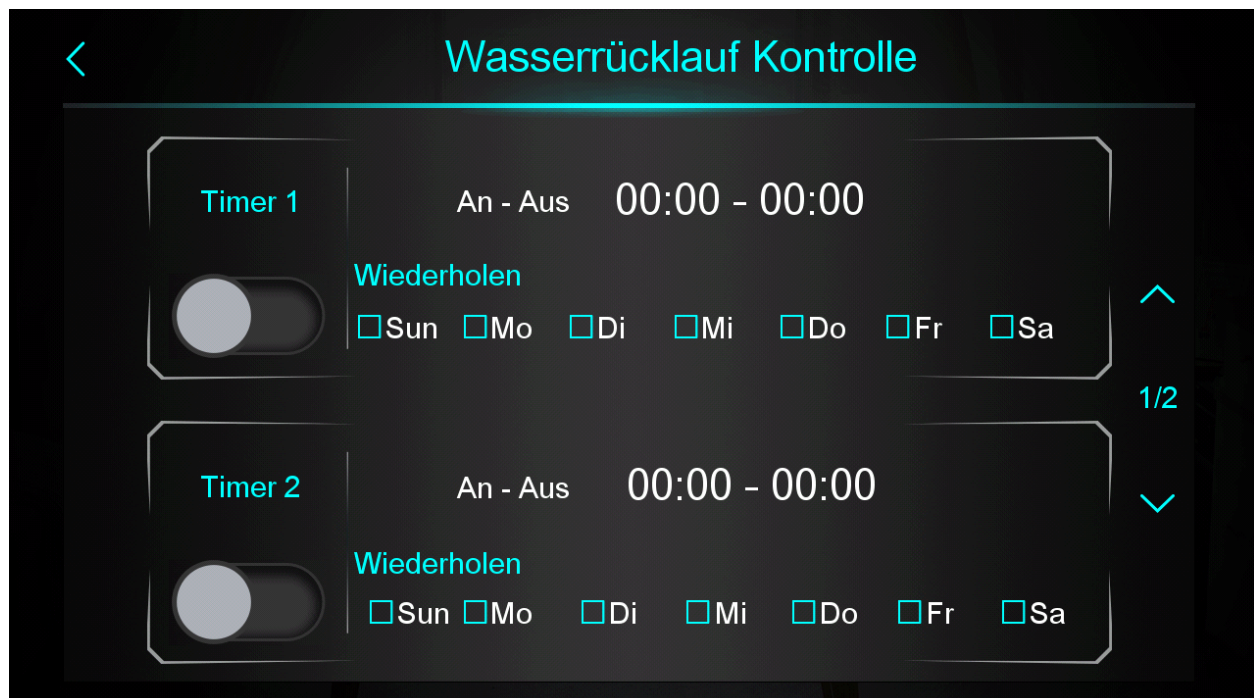 Wasserrücklauf Kontrolle
Timer 1
An - Aus 00:00 - 00:00
Wiederholen
Sun Mo Di Mi Do Fr Sa
1/2
Timer 2
An - Aus 00:00 - 00:00
Wiederholen
Sun Mo Di Mi Do Fr Sa